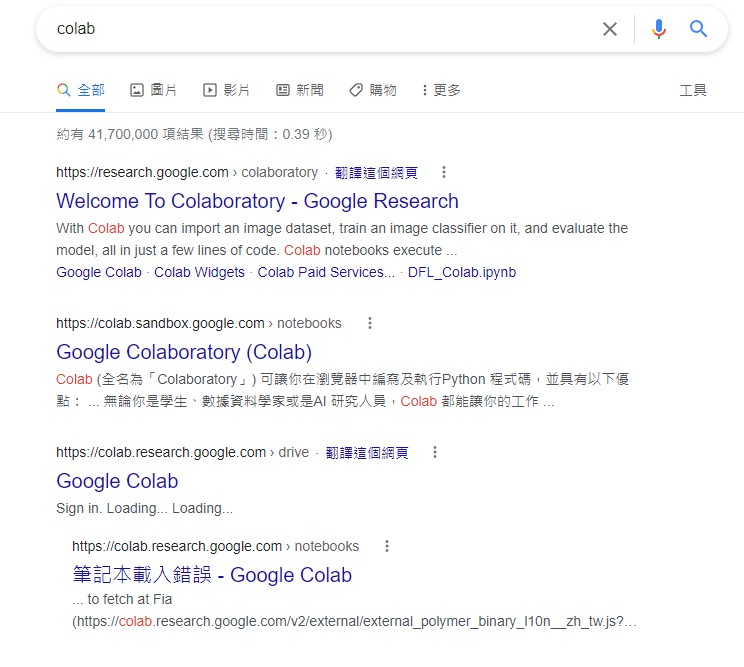 colab
全部 圖片 影片 新聞 購物 更多 工具
約有 41,700,000 項結果 (搜尋時間：0.39 秒)
https://research.google.com › colaboratory · 翻譯這個網頁
Welcome To Colaboratory - Google Research
With Colab you can import an image dataset, train an image classifier on it, and evaluate the
model, all in just a few lines of code. Colab notebooks execute ...
Google Colab · Colab Widgets · Colab Paid Services... · DFL_Colab.ipynb
https://colab.sandbox.google.com › notebooks
Google Colaboratory (Colab)
Colab (全名為「Colaboratory」) 可讓你在瀏覽器中編寫及執行Python 程式碼，並具有以下優
點： ... 無論你是學生、數據資料學家或是AI 研究人員，Colab 都能讓你的工作 ...
https://colab.research.google.com › drive · 翻譯這個網頁
Google Colab
Sign in. Loading... Loading...
https://colab.research.google.com › notebooks
筆記本載入錯誤 - Google Colab
... to fetch at Fia
(https://colab.research.google.com/v2/external/external_polymer_binary_l10n__zh_tw.js?...